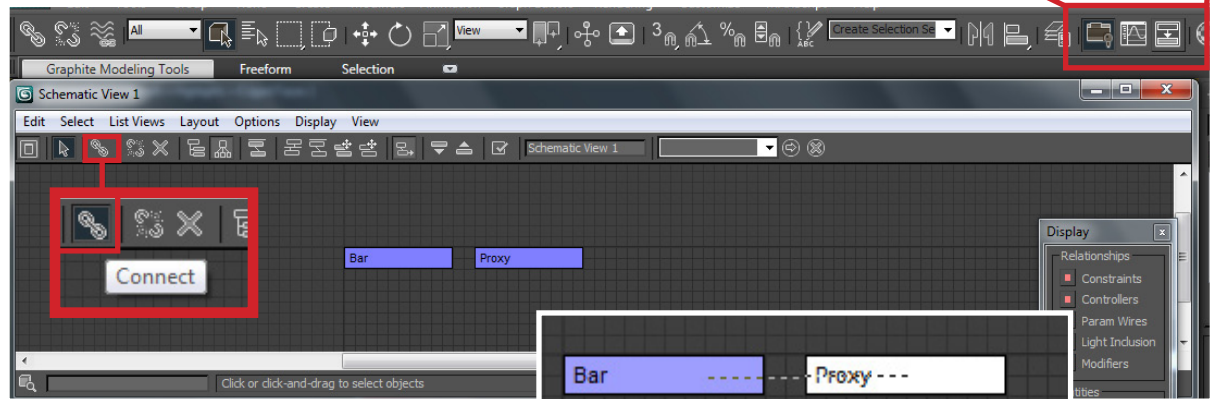 All
View
3
%
ABC
Create Selection Se
Graphite Modeling Tools Freeform Selection
G Schematic View 1
Edit Select List Views Layout Options Display View
Schematic View 1
Connect
Bar Proxy
Display
Relationships
Constraints
Controllers
Param Wires
Light Inclusion
Modifiers
Click or click-and-drag to select objects
Bar Proxy